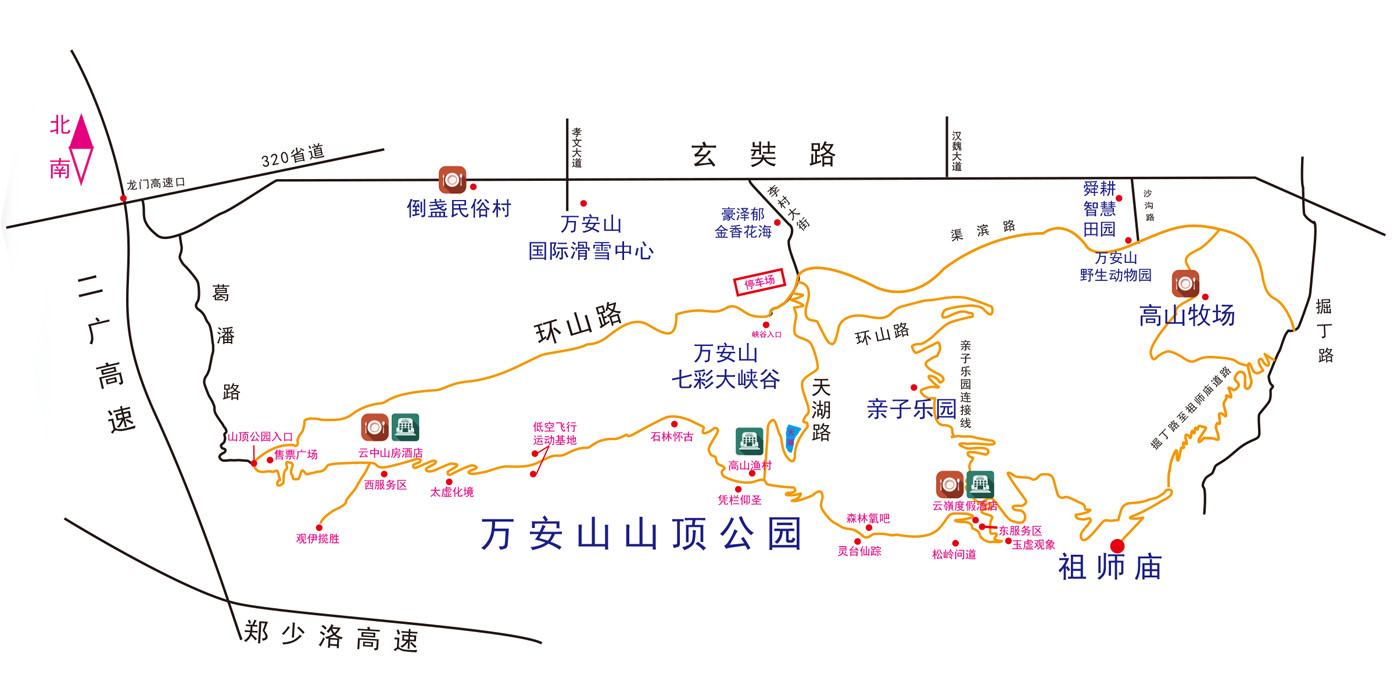 北
南
320省道
龙门高速口
孝文大道
玄奘路
汉魏大道
倒盏民俗村
万安山
国际滑雪中心
李村大街
豪泽郁
金香花海
舜耕
智慧
田园
沙沟路
渠滨路
万安山
野生动物园
停车场
二广高速
葛潘路
环山路
峡谷入口
环山路
高山牧场
掘丁路
万安山
七彩大峡谷
天湖路
亲子乐园
亲子乐园连接线
掘丁路至祖师庙道路
山顶公园入口
售票广场
云中山房酒店
西服务区
太虚化境
低空飞行
运动基地
石林怀古
高山渔村
凭栏仰圣
观伊揽胜
万安山山顶公园
森林氧吧
灵台仙踪
云嶺度假酒店
东服务区
玉虚观象
松岭问道
祖师庙
郑少洛高速